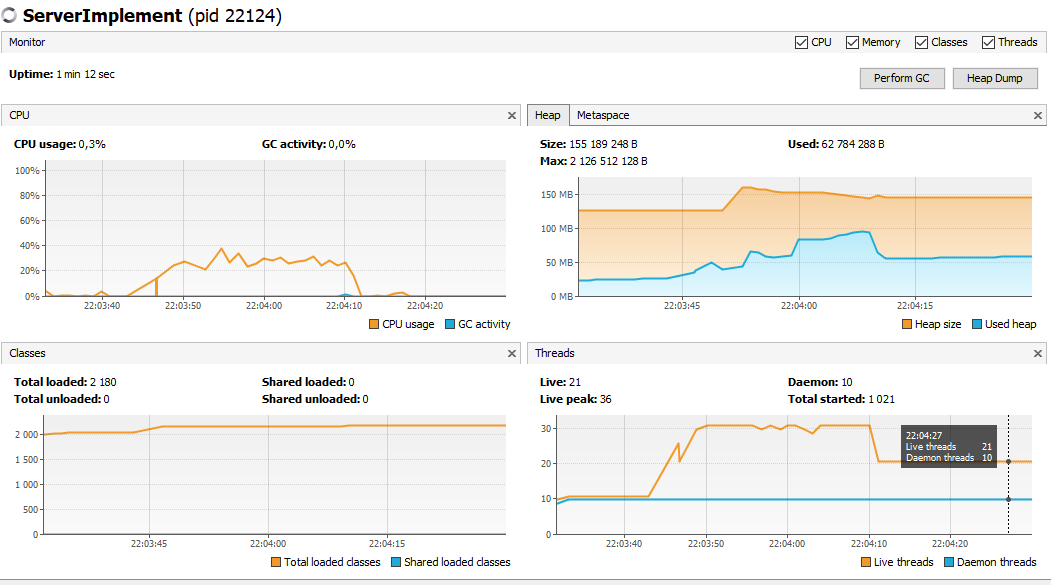 ServerImplement (pid 22124)
Monitor
CPU Memory Classes Threads
Uptime: 1 min 12 sec
Perform GC Heap Dump
CPU
CPU usage: 0,3% GC activity: 0,0%
100%
80%
60%
40%
20%
0%
22:03:40 22:03:50 22:04:00 22:04:10 22:04:20
CPU usage GC activity
Heap Metaspace
Size: 155 189 248 B Used: 62 784 288 B
Max: 2 126 512 128 B
150 MB
100 MB
50 MB
0 MB
22:03:45 22:04:00 22:04:15
Heap size Used heap
Classes
Total loaded: 2 180 Shared loaded: 0
Total unloaded: 0 Shared unloaded: 0
2 000
1 500
1 000
500
0
22:03:45 22:04:00 22:04:15
Total loaded classes Shared loaded classes
Threads
Live: 21 Daemon: 10
Live peak: 36 Total started: 1 021
30
20
10
0
22:04:27
Live threads 21
Daemon threads 10
22:03:40 22:03:50 22:04:00 22:04:10 22:04:20
Live threads Daemon threads